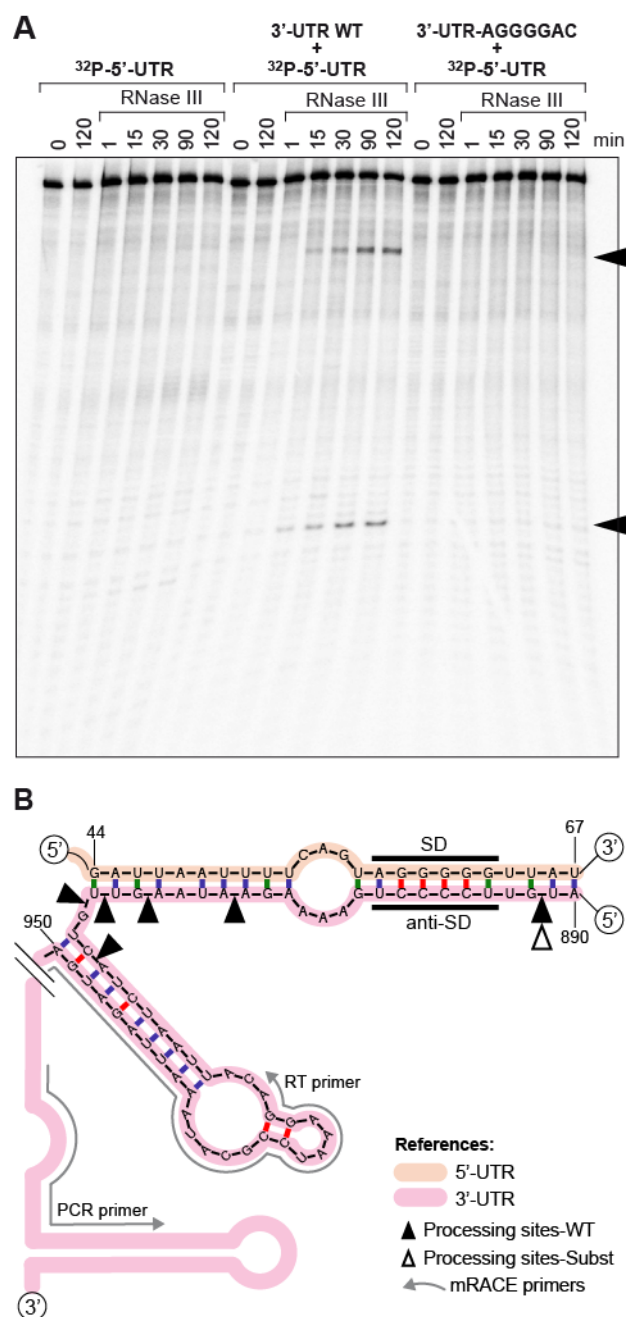 A
3'-UTR WT
+
³²P-5'-UTR
3'-UTR-AGGGGAC
+
³²P-5'-UTR
³²P-5'-UTR
RNase III
RNase III
RNase III
0 120 1 15 30 90 120 0 120 1 15 30 90 120 0 120 1 15 30 90 120 min
B
44
67
5'
3'
SD
GAUUAAUUUUCAGUAGGGGGUUAU
anti-SD
5'
890
950
RT primer
PCR primer
3'
References:
5'-UTR
3'-UTR
Processing sites-WT
Processing sites-Subst
mRACE primers